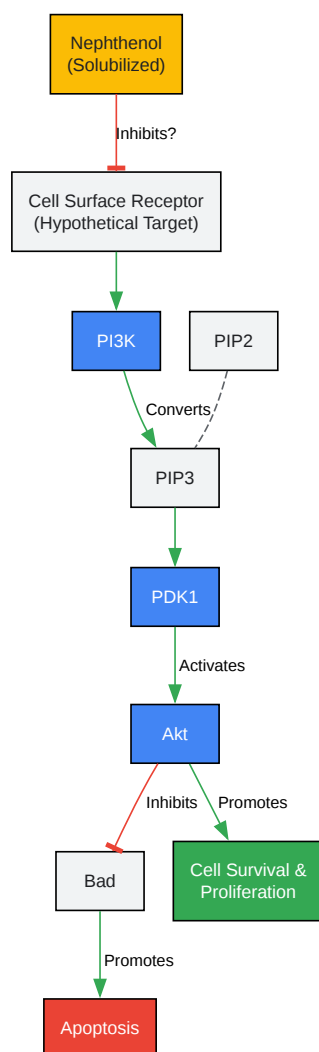 Nephthenol
(Solubilized)
Inhibits?
Cell Surface Receptor
(Hypothetical Target)
PI3K
PIP2
Converts
PIP3
PDK1
Activates
Akt
Inhibits
Promotes
Bad
Cell Survival &
Proliferation
Promotes
Apoptosis